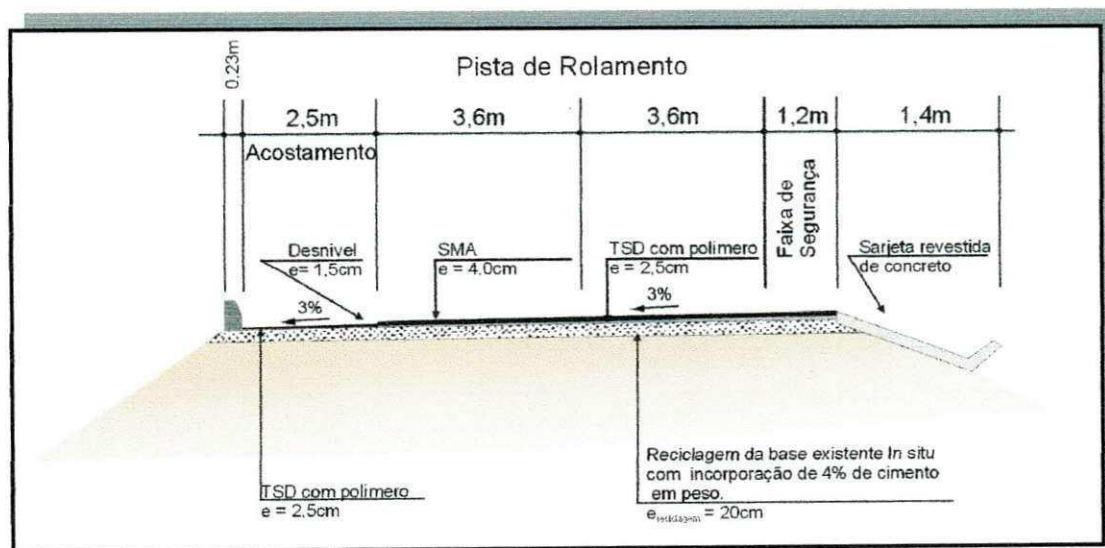 Pista de Rolamento
0.23m
2,5m
3,6m
3,6m
1,2m
1,4m
Acostamento
Faixa de
Segurança
Desnivel
e= 1,5cm
SMA
e = 4.0cm
TSD com polimero
e = 2,5cm
Sarjeta revestida
de concreto
3%
3%
TSD com polimero
e = 2,5cm
Reciclagem da base existente In situ
com incorporação de 4% de cimento
em peso.
e reciclagem = 20cm